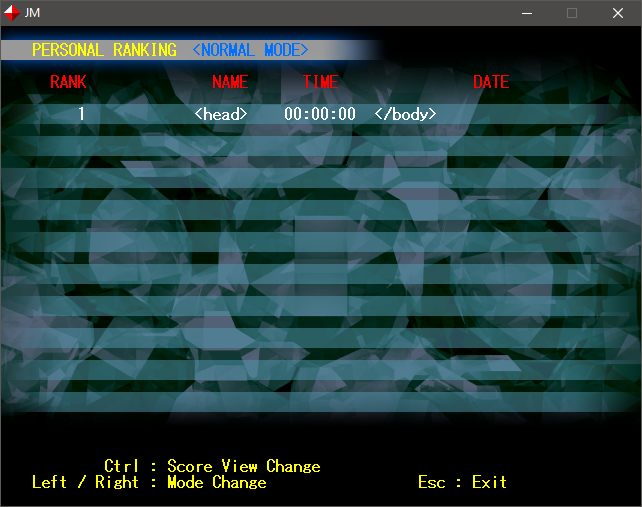 JM
PERSONAL RANKING <NORMAL MODE>
RANK NAME TIME DATE
1 <head> 00:00:00 </body>
Ctrl : Score View Change
Left / Right : Mode Change Esc : Exit